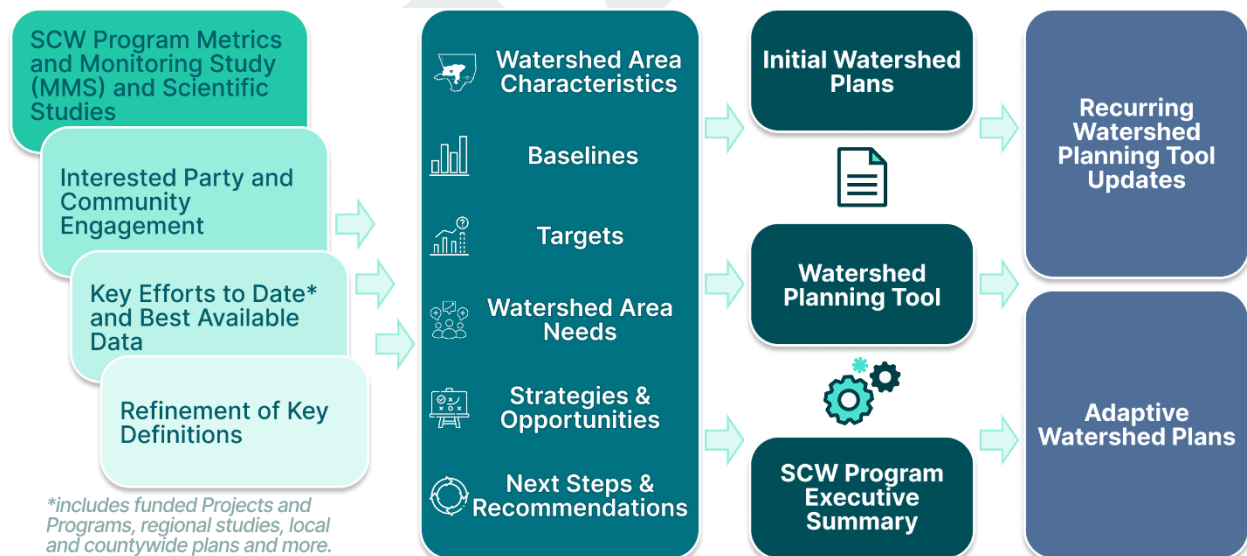 SCW Program Metrics
and Monitoring Study
(MMS) and Scientific
Studies
Interested Party and
Community
Engagement
Key Efforts to Date*
and Best Available
Data
Refinement of Key
Definitions
*includes funded Projects and
Programs, regional studies, local
and countywide plans and more.
Watershed Area
Characteristics
Baselines
Targets
Watershed Area
Needs
Strategies &
Opportunities
Next Steps &
Recommendations
Initial Watershed
Plans
Watershed
Planning Tool
SCW Program
Executive
Summary
Recurring
Watershed
Planning Tool
Updates
Adaptive
Watershed Plans